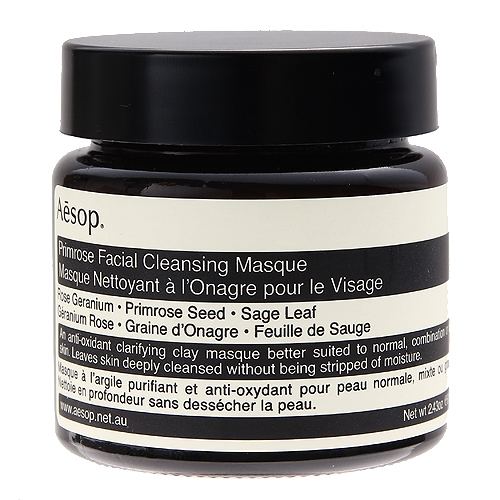 Aēsop.
Primrose Facial Cleansing Masque
Masque Nettoyant à l'Onagre pour le Visage
Rose Geranium · Primrose Seed · Sage Leaf
Géranium Rose · Graine d'Onagre · Feuille de Sauge
An anti-oxidant clarifying clay masque better suited to normal, combination
skin. Leaves skin deeply cleansed without being stripped of moisture.
Masque à l'argile purifiant et anti-oxydant pour peau normale, mixte ou
Nettoie en profondeur sans dessécher la peau.
www.aesop.net.au
Net wt 2.43oz